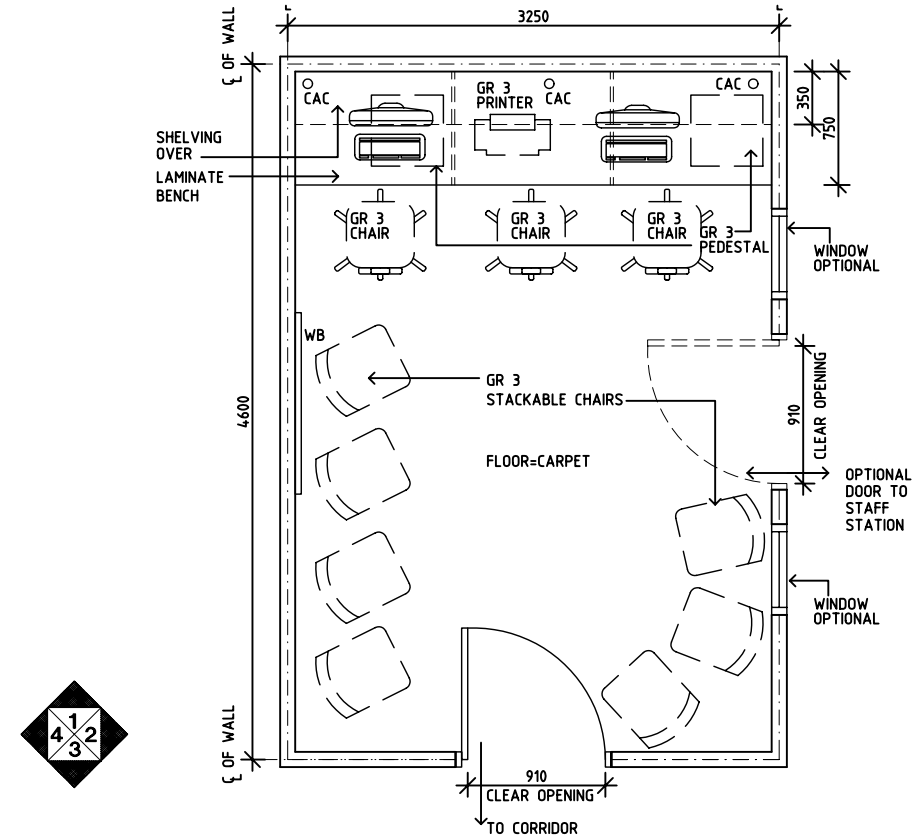 3250
℄ OF WALL
CAC
GR 3
PRINTER
CAC
CAC
350
750
SHELVING
OVER
LAMINATE
BENCH
GR 3
CHAIR
GR 3
CHAIR
GR 3
CHAIR
GR 3
PEDESTAL
WINDOW
OPTIONAL
WB
GR 3
STACKABLE CHAIRS
4600
910
CLEAR OPENING
FLOOR=CARPET
OPTIONAL
DOOR TO
STAFF
STATION
WINDOW
OPTIONAL
1
4 2
3
℄ OF WALL
910
CLEAR OPENING
TO CORRIDOR